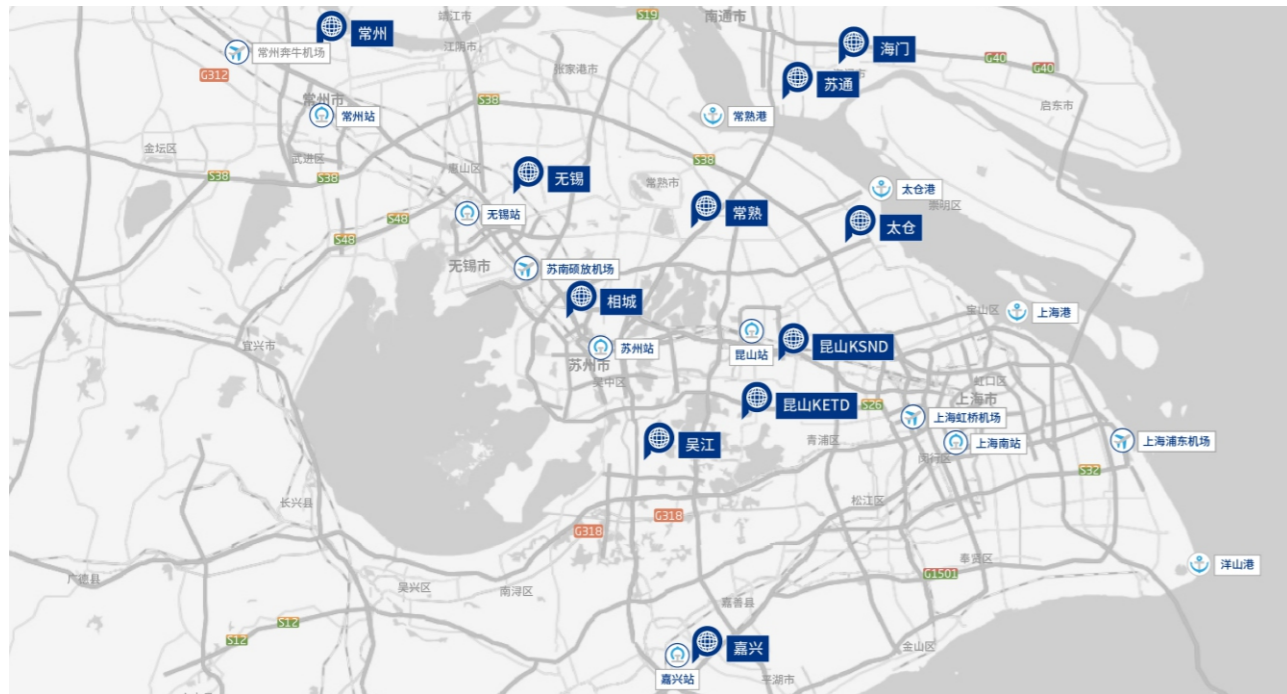 靖江市
S19
南通市
常州
海门
常州奔牛机场
江阴市
G40
G40
张家港市
G312
苏通
启东市
常州市
S38
常州站
常熟港
金坛区
武进区
惠山区
S38
S38
S38
无锡
常熟市
太仓港
常熟
崇明区
无锡站
S48
太仓
S48
无锡市
苏南硕放机场
相城
宝山区
上海港
宜兴市
苏州站
昆山站
昆山KSND
苏州市
吴中区
虹口区
上海市
昆山KETD
S26
上海虹桥机场
吴江
青浦区
上海南站
上海浦东机场
闵行区
S32
长兴县
松江区
G318
G318
奉贤区
洋山港
广德县
G1501
吴兴区
南浔区
嘉善县
S12
S12
嘉兴
金山区
嘉兴站
平湖市